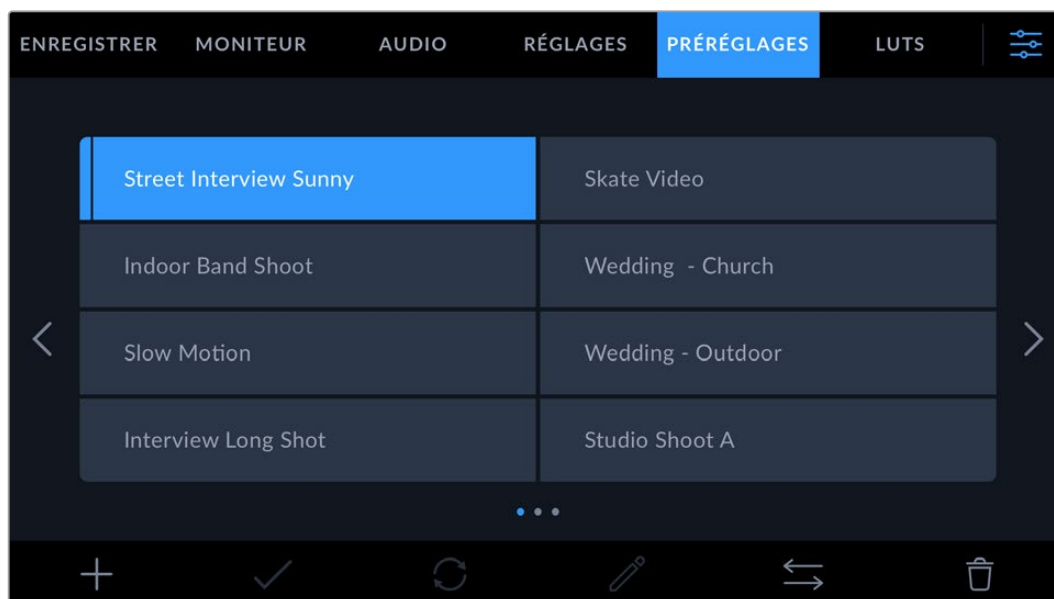 ENREGISTRER MONITEUR AUDIO RÉGLAGES PRÉRÉGLAGES LUTS
Street Interview Sunny Skate Video
Indoor Band Shoot Wedding - Church
Slow Motion Wedding - Outdoor
Interview Long Shot Studio Shoot A